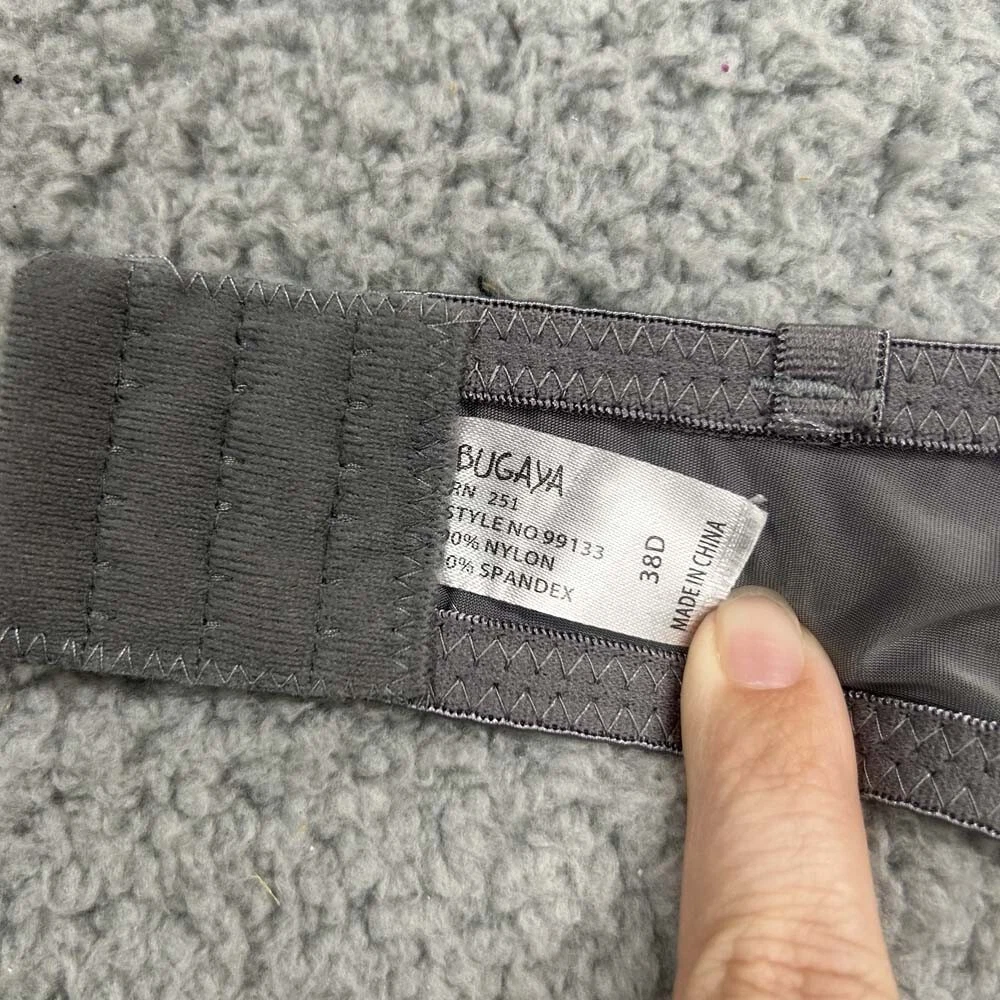 BUGAYA
RN 251
STYLE NO 99133
0% NYLON
0% SPANDEX
38D
MADE IN CHINA